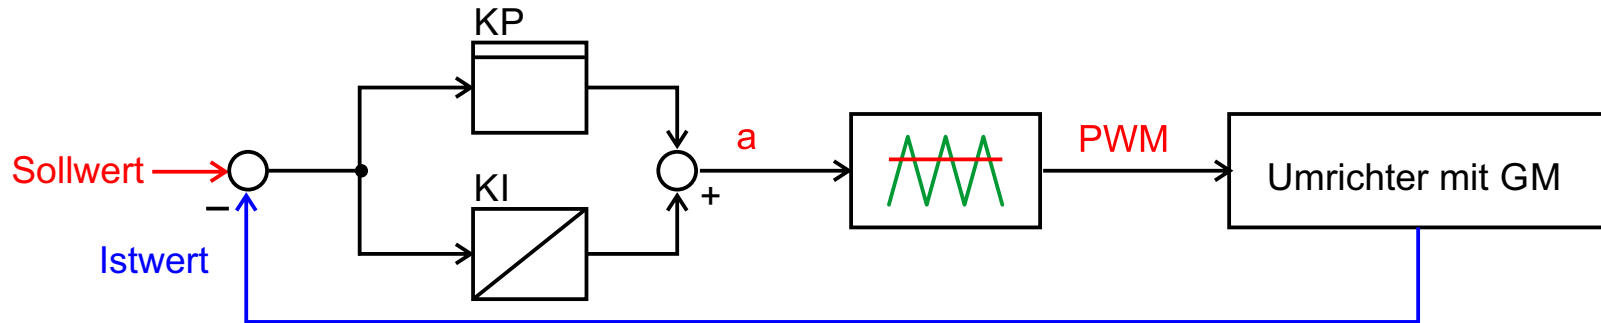 KP
Sollwert
a
PWM
Umrichter mit GM
−
KI
+
Istwert